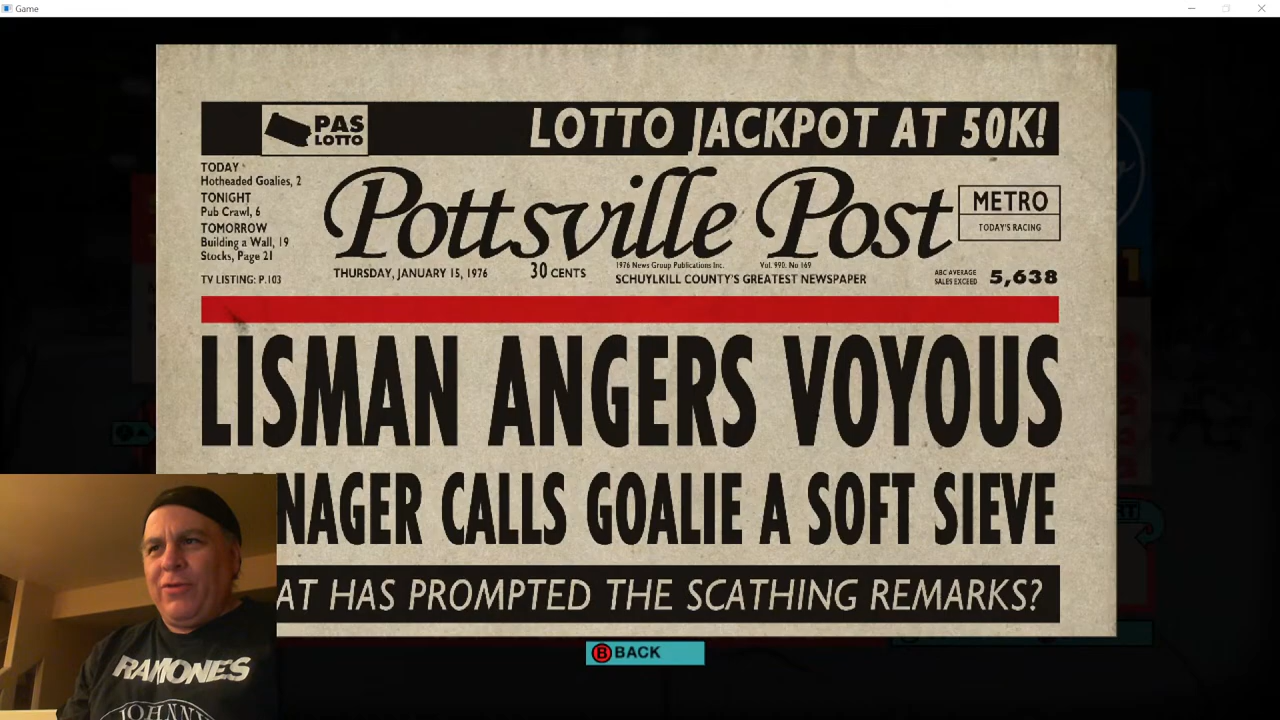 Game
LOTTO JACKPOT AT 50K!
PAS
LOTTO
TODAY
Hotheaded Goalies, 2
TONIGHT
Pub Crawl, 6
TOMORROW
Building a Wall, 19
Stocks, Page 21
TV LISTING: P.103
Pottsville Post
METRO
TODAY'S RACING
THURSDAY, JANUARY 15, 1976
30 CENTS
1976 News Group Publications Inc.
Vol. 990. No 169
SCHUYLKILL COUNTY'S GREATEST NEWSPAPER
ABC AVERAGE
SALES EXCEED
5,638
LISMAN ANGERS VOYOUS
NAGER CALLS GOALIE A SOFT SIEVE
AT HAS PROMPTED THE SCATHING REMARKS?
B BACK
RAMONES
JOHNNY